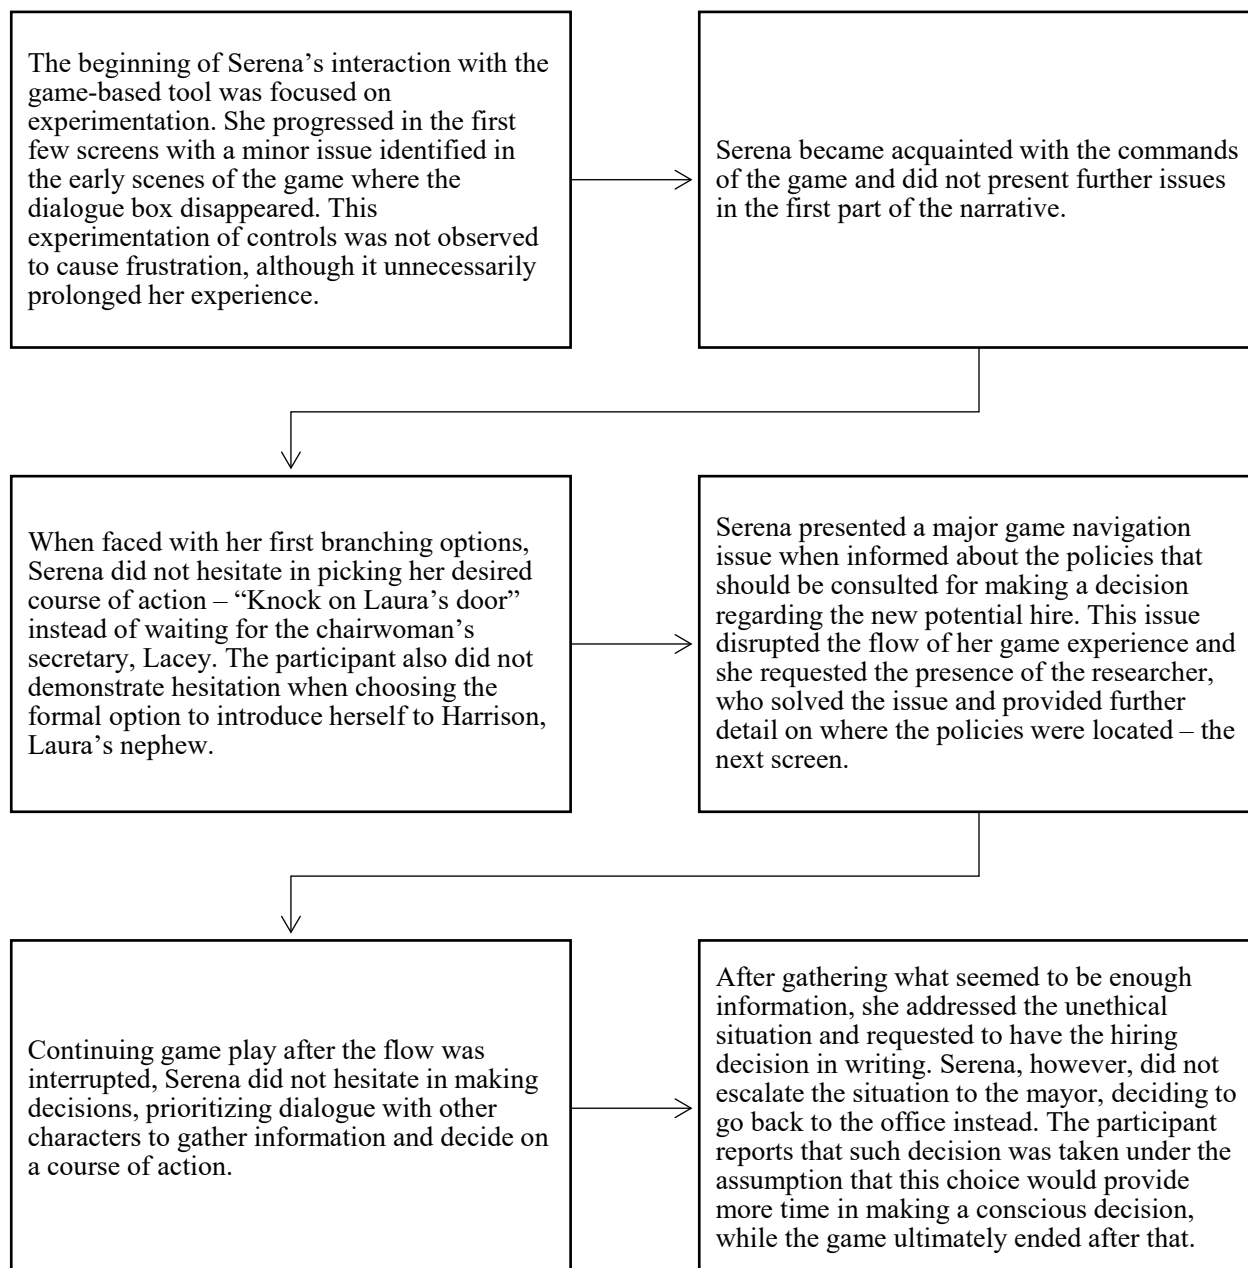 The beginning of Serena’s interaction with the
game-based tool was focused on
experimentation. She progressed in the first
few screens with a minor issue identified in
the early scenes of the game where the
dialogue box disappeared. This
experimentation of controls was not observed
to cause frustration, although it unnecessarily
prolonged her experience.
Serena became acquainted with the commands
of the game and did not present further issues
in the first part of the narrative.
When faced with her first branching options,
Serena did not hesitate in picking her desired
course of action – “Knock on Laura’s door”
instead of waiting for the chairwoman’s
secretary, Lacey. The participant also did not
demonstrate hesitation when choosing the
formal option to introduce herself to Harrison,
Laura’s nephew.
Serena presented a major game navigation
issue when informed about the policies that
should be consulted for making a decision
regarding the new potential hire. This issue
disrupted the flow of her game experience and
she requested the presence of the researcher,
who solved the issue and provided further
detail on where the policies were located – the
next screen.
Continuing game play after the flow was
interrupted, Serena did not hesitate in making
decisions, prioritizing dialogue with other
characters to gather information and decide on
a course of action.
After gathering what seemed to be enough
information, she addressed the unethical
situation and requested to have the hiring
decision in writing. Serena, however, did not
escalate the situation to the mayor, deciding to
go back to the office instead. The participant
reports that such decision was taken under the
assumption that this choice would provide
more time in making a conscious decision,
while the game ultimately ended after that.